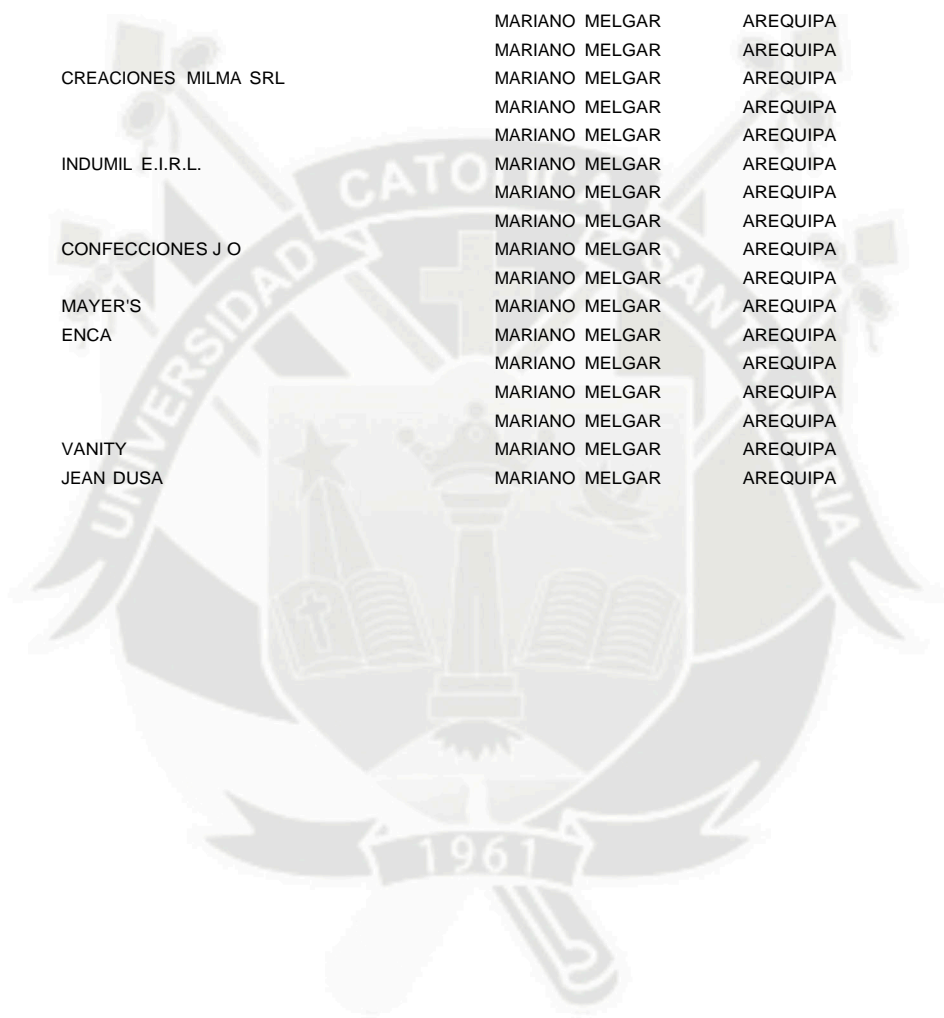 MARIANO MELGAR AREQUIPA
MARIANO MELGAR AREQUIPA
CREACIONES MILMA SRL MARIANO MELGAR AREQUIPA
MARIANO MELGAR AREQUIPA
MARIANO MELGAR AREQUIPA
INDUMIL E.I.R.L. MARIANO MELGAR AREQUIPA
MARIANO MELGAR AREQUIPA
MARIANO MELGAR AREQUIPA
CONFECCIONES J O MARIANO MELGAR AREQUIPA
MARIANO MELGAR AREQUIPA
MAYER'S MARIANO MELGAR AREQUIPA
ENCA MARIANO MELGAR AREQUIPA
MARIANO MELGAR AREQUIPA
MARIANO MELGAR AREQUIPA
MARIANO MELGAR AREQUIPA
VANITY MARIANO MELGAR AREQUIPA
JEAN DUSA MARIANO MELGAR AREQUIPA
UNIVERSIDAD
1961